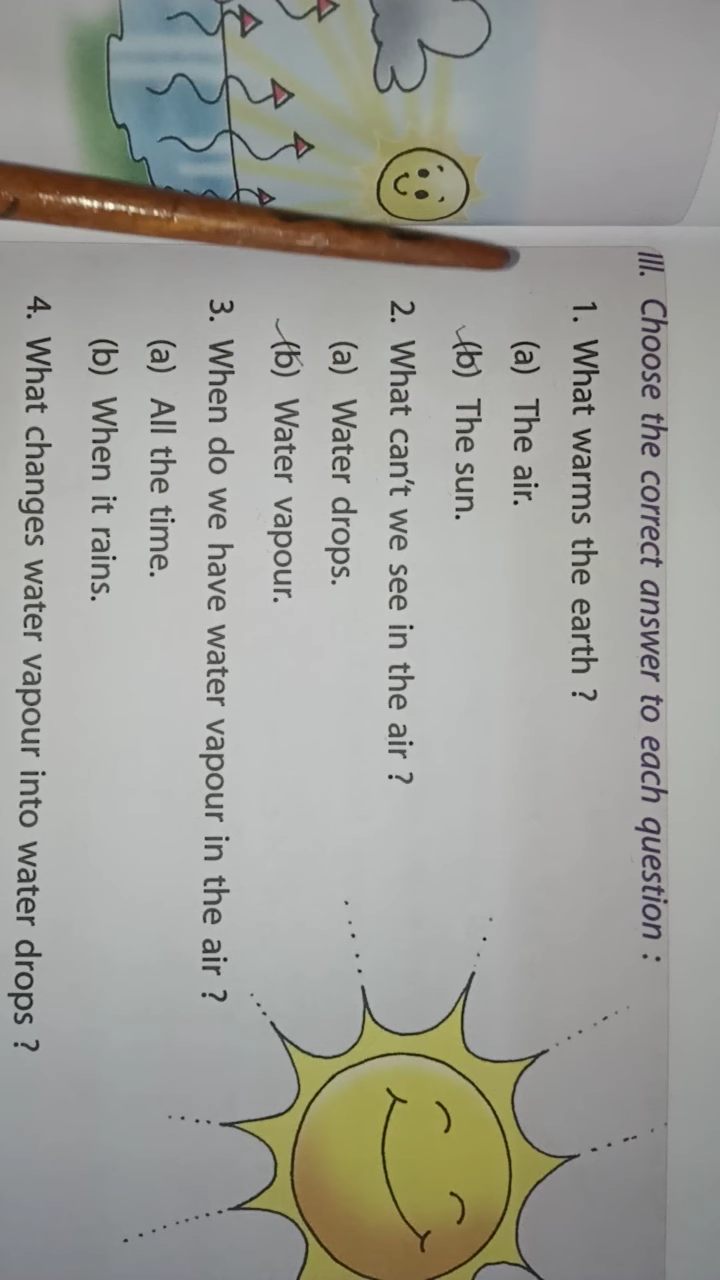 III. Choose the correct answer to each question :
1. What warms the earth ?
(a) The air.
(b) The sun.
2. What can't we see in the air ?
(a) Water drops.
(b) Water vapour.
3. When do we have water vapour in the air ?
(a) All the time.
(b) When it rains.
4. What changes water vapour into water drops ?